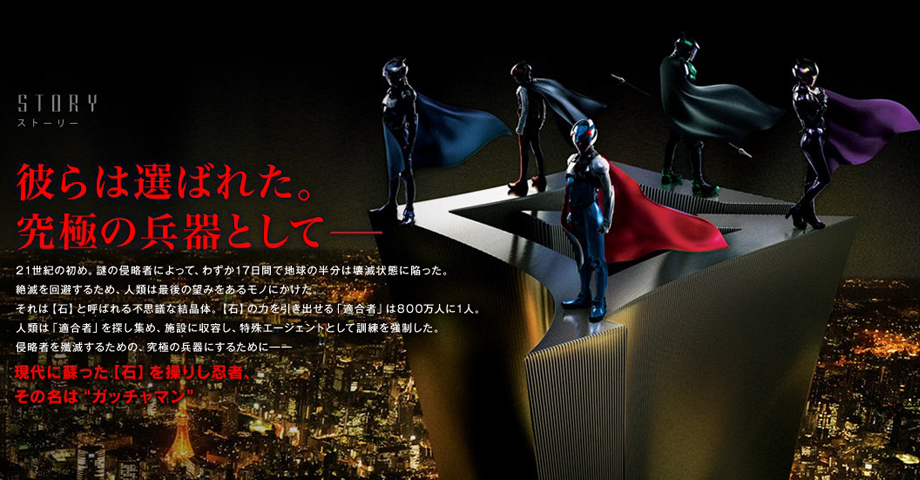 STORY
ストーリー
彼らは選ばれた。
究極の兵器として──
21世紀の初め。謎の侵略者によって、わずか17日間で地球の半分は壊滅状態に陥った。
絶滅を回避するため、人類は最後の望みをあるモノにかけた。
それは【石】と呼ばれる不思議な結晶体。【石】の力を引き出せる「適合者」は800万人に1人。
人類は「適合者」を探し集め、施設に収容し、特殊エージェントとして訓練を強制した。
侵略者を殲滅するための、究極の兵器にするために──
現代に蘇った【石】を操りし忍者、
その名は "ガッチャマン"